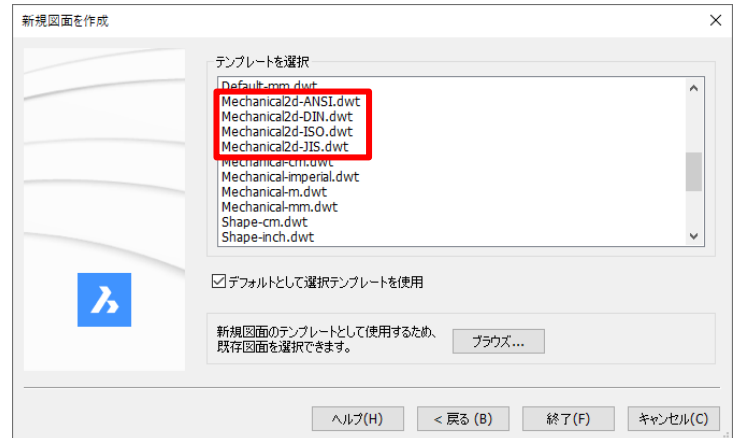 新規図面を作成
テンプレートを選択
Default-mm.dwt
Mechanical2d-ANSI.dwt
Mechanical2d-DIN.dwt
Mechanical2d-ISO.dwt
Mechanical2d-JIS.dwt
Mechanical-cm.dwt
Mechanical-imperial.dwt
Mechanical-m.dwt
Mechanical-mm.dwt
Shape-cm.dwt
Shape-inch.dwt
デフォルトとして選択テンプレートを使用
新規図面のテンプレートとして使用するため、
既存図面を選択できます。
ブラウズ...
ヘルプ(H)
< 戻る (B)
終了(F)
キャンセル(C)